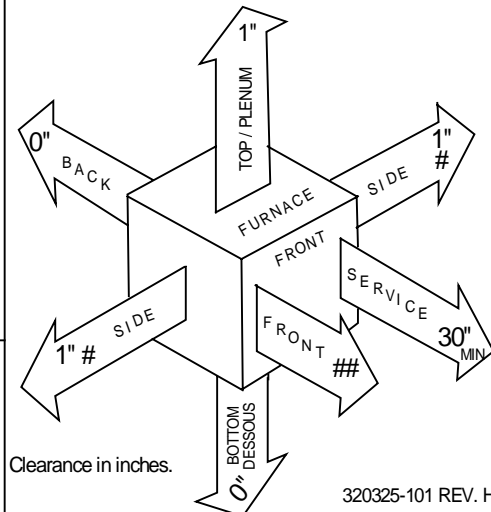 1"
TOP / PLENUM
0"
BACK
1"
#
SIDE
FURNACE
FRONT
SERVICE
30"
MIN
SIDE
1" #
FRONT
##
BOTTOM
DESSOUS
0"
Clearance in inches.
320325-101 REV. H